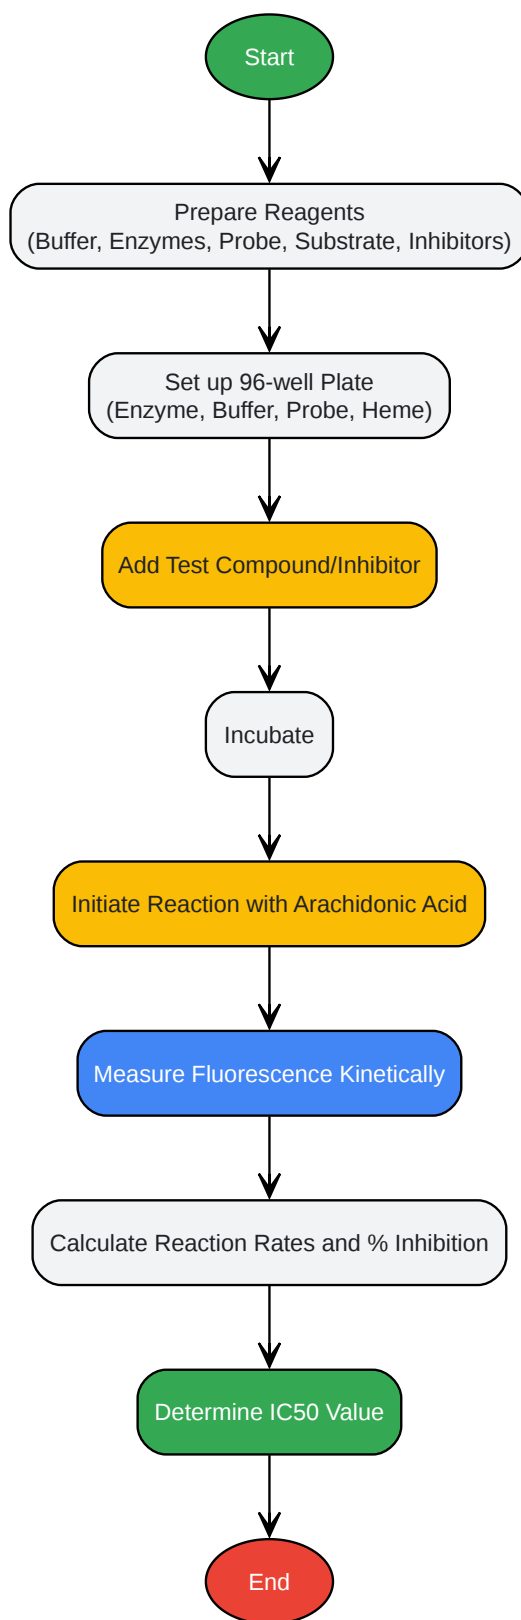 Start
Prepare Reagents
(Buffer, Enzymes, Probe, Substrate, Inhibitors)
Set up 96-well Plate
(Enzyme, Buffer, Probe, Heme)
Add Test Compound/Inhibitor
Incubate
Initiate Reaction with Arachidonic Acid
Measure Fluorescence Kinetically
Calculate Reaction Rates and % Inhibition
Determine IC50 Value
End